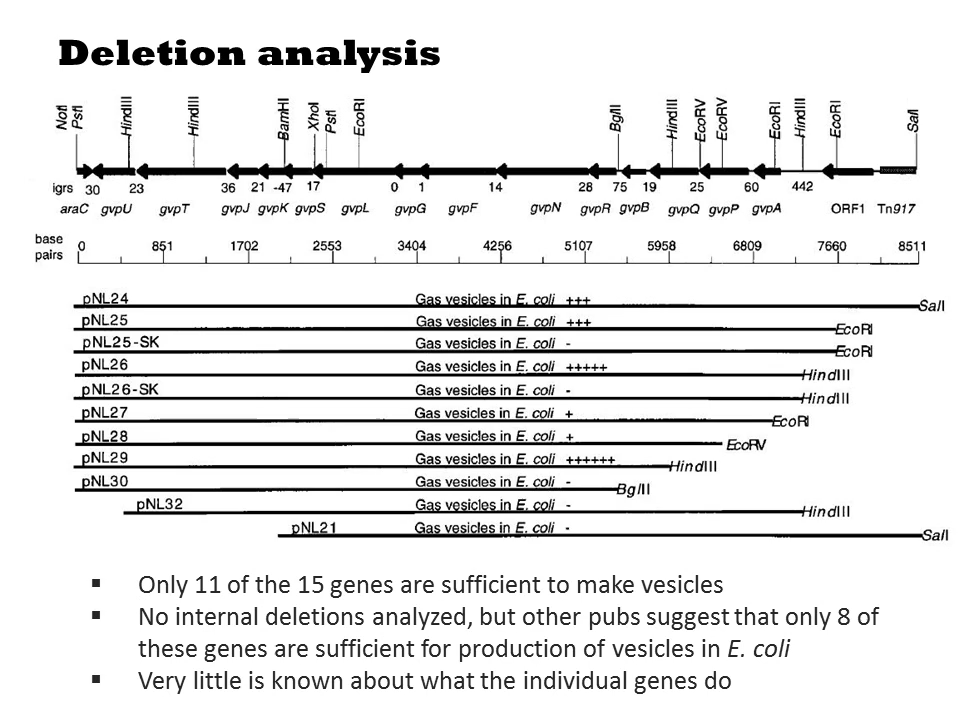 Deletion analysis
NotI PstI HindIII HindIII BamHI XhoI PstI EcoRI BglII HindIII EcoRV EcoRV EcoRI HindIII EcoRI SalI
igrs 30 23 36 21 -47 17 0 1 14 28 75 19 25 60 442
araC gvpU gvpT gvpJ gvpK gvpS gvpL gvpG gvpF gvpN gvpR gvpB gvpQ gvpP gvpA ORF1 Tn917
base pairs 0 851 1702 2553 3404 4256 5107 5958 6809 7660 8511
pNL24 Gas vesicles in E. coli +++ SalI
pNL25 Gas vesicles in E. coli +++ EcoRI
pNL25-SK Gas vesicles in E. coli - EcoRI
pNL26 Gas vesicles in E. coli +++++ HindIII
pNL26-SK Gas vesicles in E. coli - HindIII
pNL27 Gas vesicles in E. coli + EcoRI
pNL28 Gas vesicles in E. coli + EcoRV
pNL29 Gas vesicles in E. coli ++++++ HindIII
pNL30 Gas vesicles in E. coli - BglII
pNL32 Gas vesicles in E. coli - HindIII
pNL21 Gas vesicles in E. coli - SalI
▪ Only 11 of the 15 genes are sufficient to make vesicles
▪ No internal deletions analyzed, but other pubs suggest that only 8 of
these genes are sufficient for production of vesicles in E. coli
▪ Very little is known about what the individual genes do